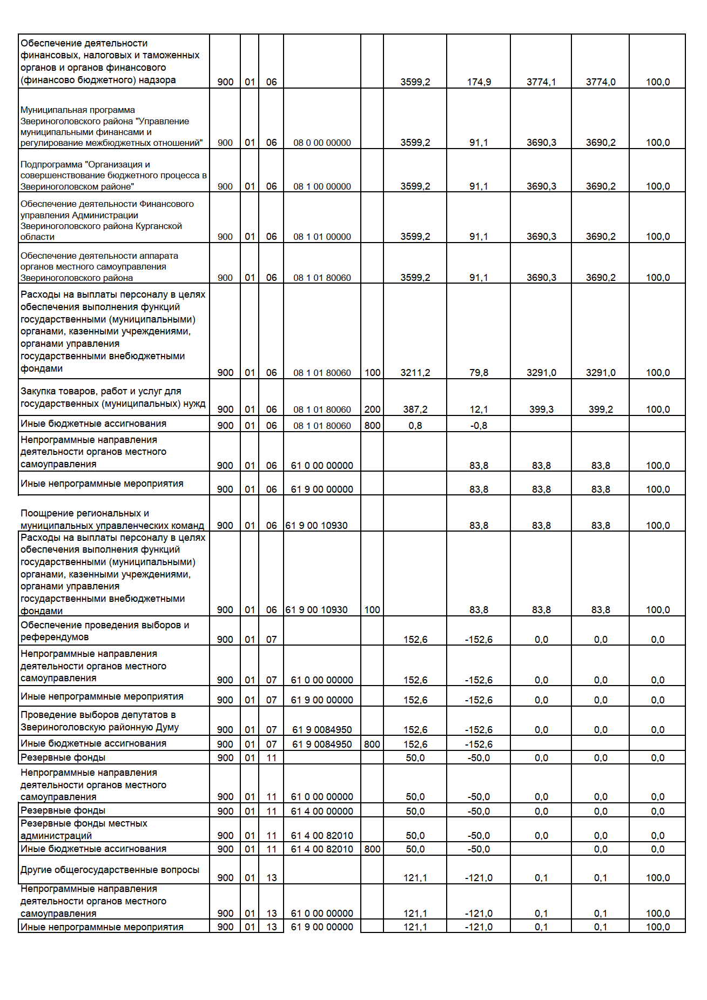 Обеспечение деятельности
финансовых, налоговых и таможенных
органов и органов финансового
(финансово бюджетного) надзора 900 01 06 3599,2 174,9 3774,1 3774,0 100,0
Муниципальная программа
Звериноголовского района "Управление
муниципальными финансами и
регулирование межбюджетных отношений" 900 01 06 08 0 00 00000 3599,2 91,1 3690,3 3690,2 100,0
Подпрограмма "Организация и
совершенствование бюджетного процесса в
Звериноголовском районе" 900 01 06 08 1 00 00000 3599,2 91,1 3690,3 3690,2 100,0
Обеспечение деятельности Финансового
управления Администрации
Звериноголовского района Курганской
области 900 01 06 08 1 01 00000 3599,2 91,1 3690,3 3690,2 100,0
Обеспечение деятельности аппарата
органов местного самоуправления
Звериноголовского района 900 01 06 08 1 01 80060 3599,2 91,1 3690,3 3690,2 100,0
Расходы на выплаты персоналу в целях
обеспечения выполнения функций
государственными (муниципальными)
органами, казенными учреждениями,
органами управления
государственными внебюджетными
фондами 900 01 06 08 1 01 80060 100 3211,2 79,8 3291,0 3291,0 100,0
Закупка товаров, работ и услуг для
государственных (муниципальных) нужд 900 01 06 08 1 01 80060 200 387,2 12,1 399,3 399,2 100,0
Иные бюджетные ассигнования 900 01 06 08 1 01 80060 800 0,8 -0,8
Непрограммные направления
деятельности органов местного
самоуправления 900 01 06 61 0 00 00000 83,8 83,8 83,8 100,0
Иные непрограммные мероприятия 900 01 06 61 9 00 00000 83,8 83,8 83,8 100,0
Поощрение региональных и
муниципальных управленческих команд 900 01 06 61 9 00 10930 83,8 83,8 83,8 100,0
Расходы на выплаты персоналу в целях
обеспечения выполнения функций
государственными (муниципальными)
органами, казенными учреждениями,
органами управления
государственными внебюджетными
фондами 900 01 06 61 9 00 10930 100 83,8 83,8 83,8 100,0
Обеспечение проведения выборов и
референдумов 900 01 07 152,6 -152,6 0,0 0,0 0,0
Непрограммные направления
деятельности органов местного
самоуправления 900 01 07 61 0 00 00000 152,6 -152,6 0,0 0,0 0,0
Иные непрограммные мероприятия 900 01 07 61 9 00 00000 152,6 -152,6 0,0 0,0 0,0
Проведение выборов депутатов в
Звериноголовскую районную Думу 900 01 07 61 9 0084950 152,6 -152,6 0,0 0,0 0,0
Иные бюджетные ассигнования 900 01 07 61 9 0084950 800 152,6 -152,6
Резервные фонды 900 01 11 50,0 -50,0 0,0 0,0 0,0
Непрограммные направления
деятельности органов местного
самоуправления 900 01 11 61 0 00 00000 50,0 -50,0 0,0 0,0 0,0
Резервные фонды 900 01 11 61 4 00 00000 50,0 -50,0 0,0 0,0 0,0
Резервные фонды местных
администраций 900 01 11 61 4 00 82010 50,0 -50,0 0,0 0,0 0,0
Иные бюджетные ассигнования 900 01 11 61 4 00 82010 800 50,0 -50,0 0,0 0,0
Другие общегосударственные вопросы 900 01 13 121,1 -121,0 0,1 0,1 100,0
Непрограммные направления
деятельности органов местного
самоуправления 900 01 13 61 0 00 00000 121,1 -121,0 0,1 0,1 100,0
Иные непрограммные мероприятия 900 01 13 61 9 00 00000 121,1 -121,0 0,1 0,1 100,0